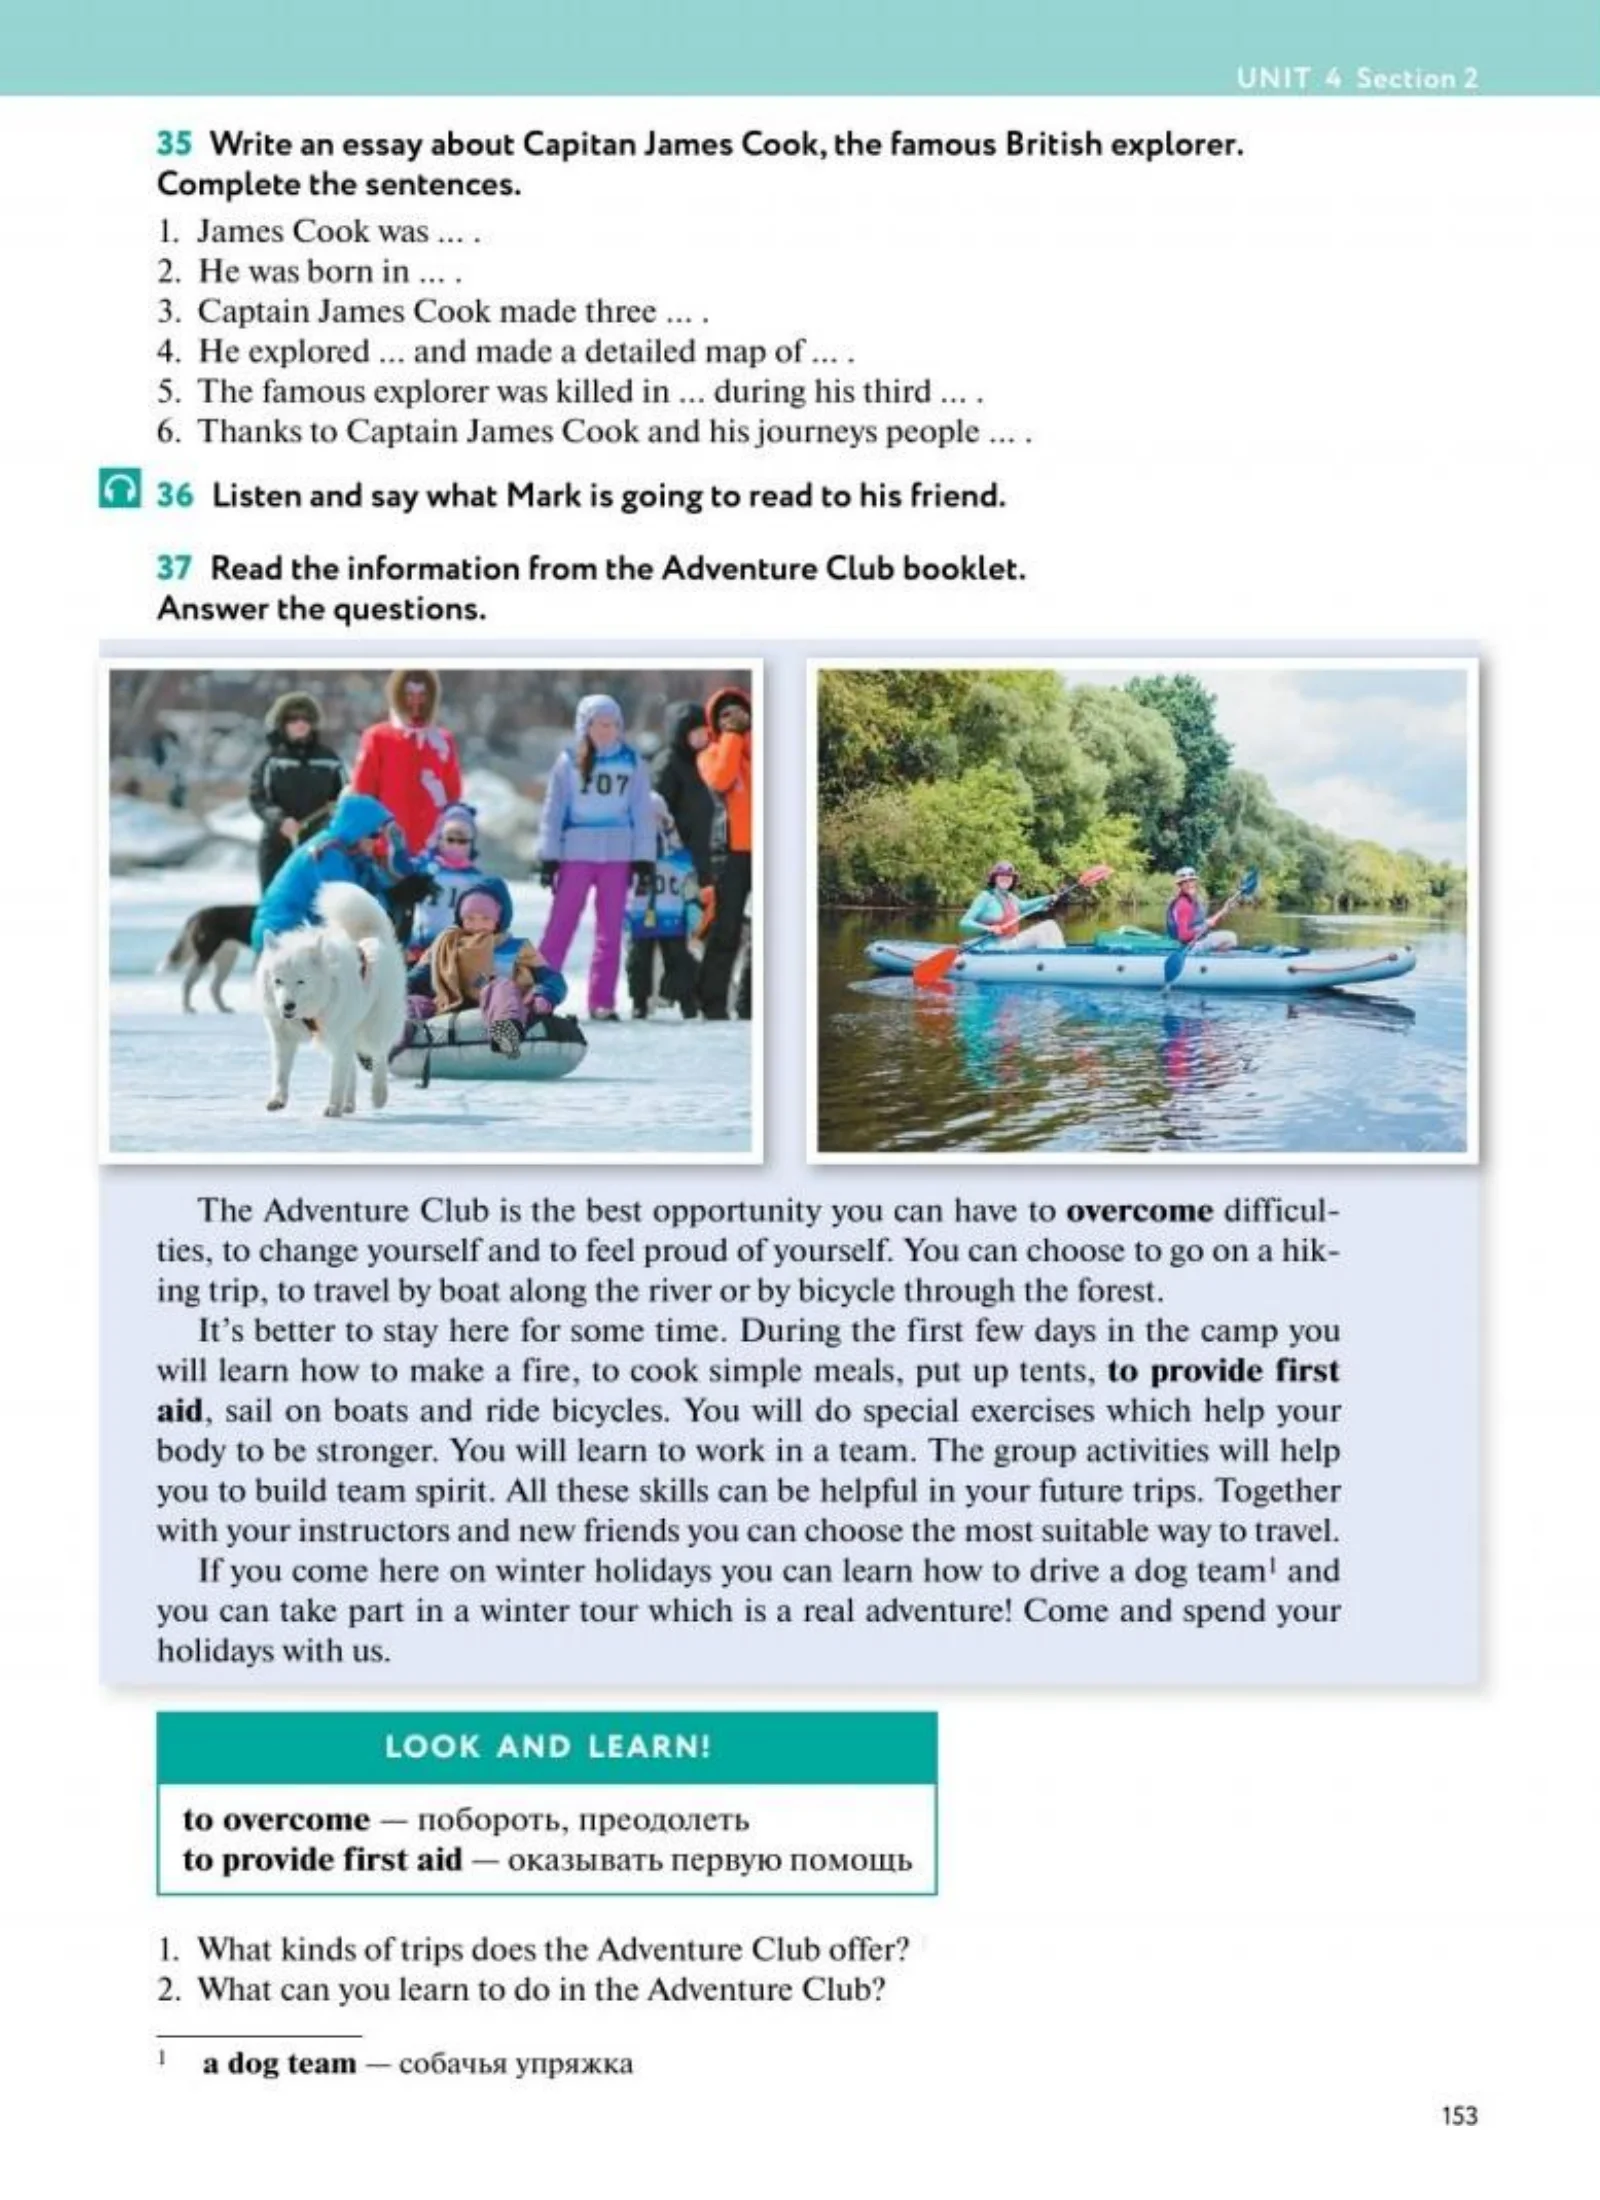 UNIT 4 Section 2
35 Write an essay about Capitan James Cook, the famous British explorer.
Complete the sentences.
1. James Cook was ... .
2. He was born in ... .
3. Captain James Cook made three ... .
4. He explored ... and made a detailed map of ... .
5. The famous explorer was killed in ... during his third ... .
6. Thanks to Captain James Cook and his journeys people ... .
36 Listen and say what Mark is going to read to his friend.
37 Read the information from the Adventure Club booklet.
Answer the questions.
The Adventure Club is the best opportunity you can have to overcome difficul-
ties, to change yourself and to feel proud of yourself. You can choose to go on a hik-
ing trip, to travel by boat along the river or by bicycle through the forest.
It's better to stay here for some time. During the first few days in the camp you
will learn how to make a fire, to cook simple meals, put up tents, to provide first
aid, sail on boats and ride bicycles. You will do special exercises which help your
body to be stronger. You will learn to work in a team. The group activities will help
you to build team spirit. All these skills can be helpful in your future trips. Together
with your instructors and new friends you can choose the most suitable way to travel.
If you come here on winter holidays you can learn how to drive a dog team¹ and
you can take part in a winter tour which is a real adventure! Come and spend your
holidays with us.
LOOK AND LEARN!
to overcome — побороть, преодолеть
to provide first aid — оказывать первую помощь
1. What kinds of trips does the Adventure Club offer?
2. What can you learn to do in the Adventure Club?
¹ a dog team — собачья упряжка
153